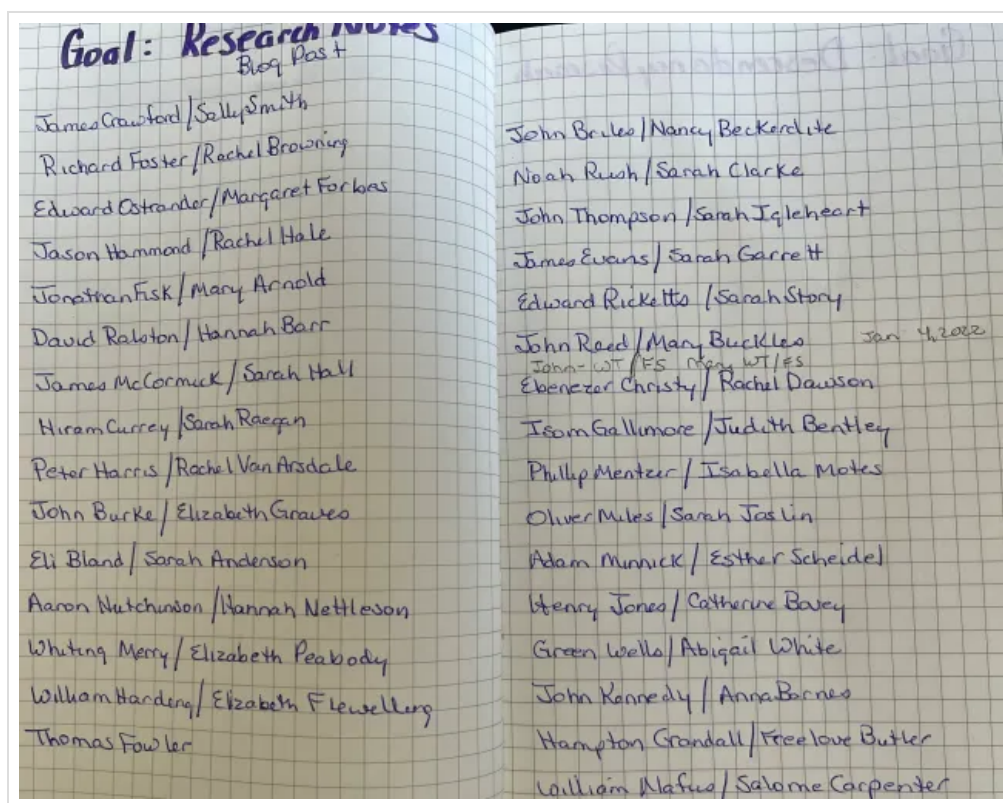 Goal: Research Notes
Blog Post
James Crawford/Sally Smith
Richard Foster/Rachel Browning
Edward Ostrander/Margaret Forbes
Jason Hammond/Rachel Hale
Jonathan Fisk/Mary Arnold
David Ralston/Hannah Barr
James McCormick/Sarah Hall
Hiram Currey/Sarah Raegan
Peter Harris/Rachel Van Arsdale
John Burke/Elizabeth Graves
Eli Bland/Sarah Anderson
Aaron Hutchinson/Hannah Nettleson
Whiting Merry/Elizabeth Peabody
William Harding/Elizabeth Flewelling
Thomas Fowler
John Briles/Nancy Beckerdite
Noah Rush/Sarah Clarke
John Thompson/Sarah Igleheart
James Evans/Sarah Garrett
Edward Ricketts/Sarah Story
John Reed/Mary Buckles Jan 4, 2022
John-WT/FS Mary WT/FS
Ebenezer Christy/Rachel Dawson
Isom Gallimore/Judith Bentley
Phillip Mentzer/Isabella Motes
Oliver Miles/Sarah Joslin
Adam Minnick/Esther Scheidel
Henry Jones/Catherine Bovey
Green Wells/Abigail White
John Kennedy/Anna Barnes
Hampton Crandall/Freelove Butler
William /Salome Carpenter